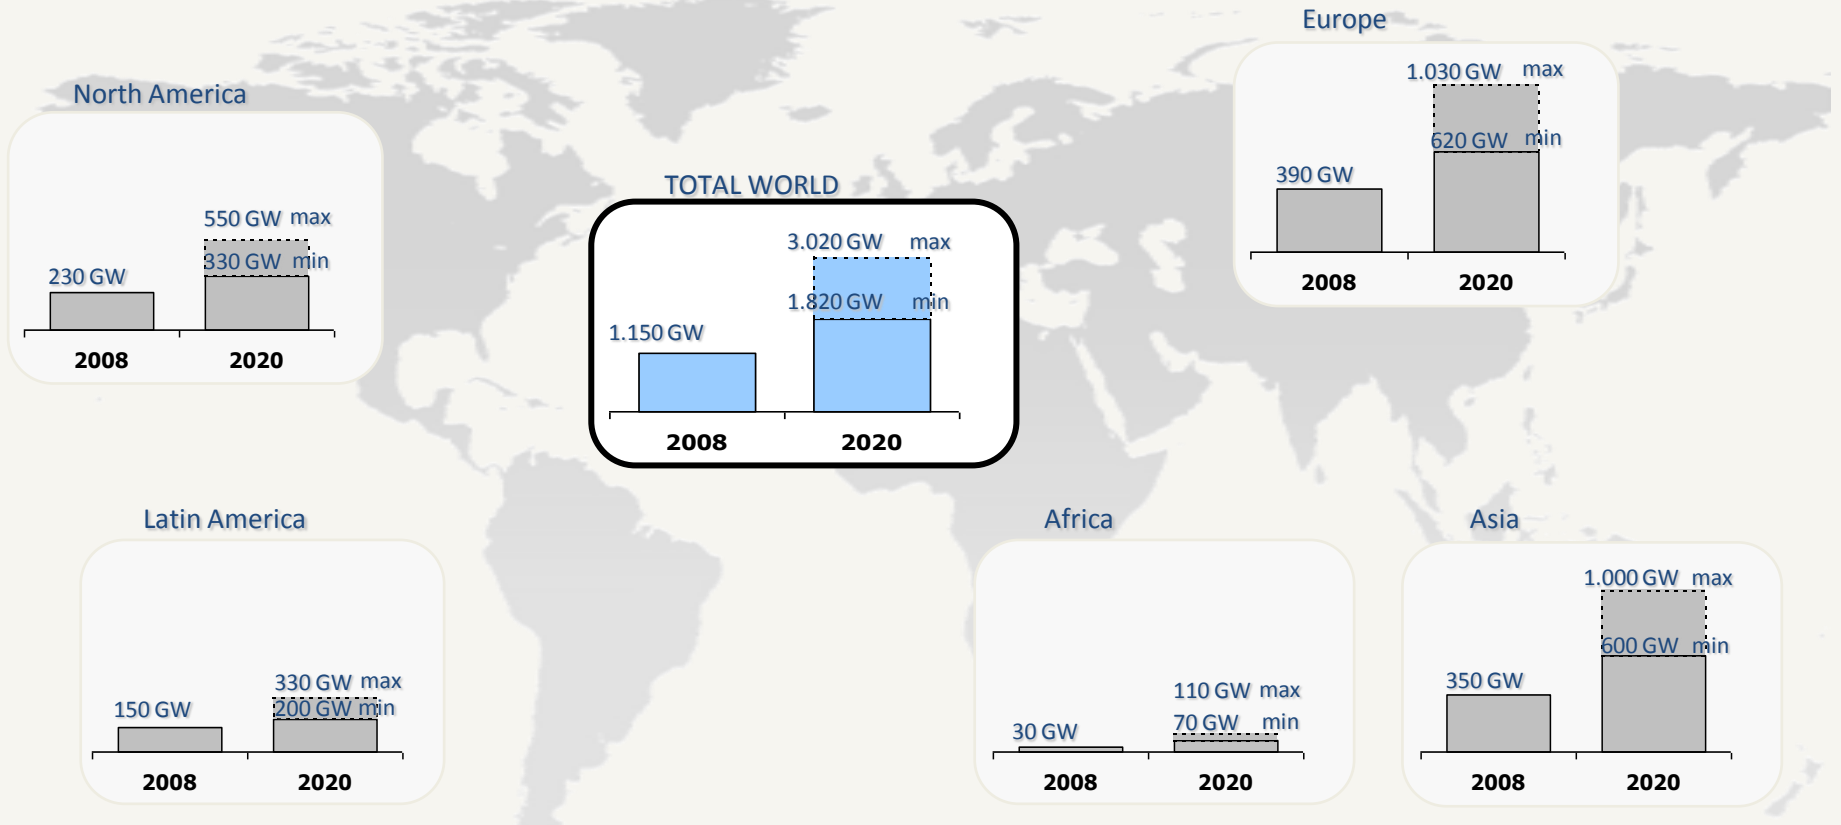 Europe
1.030 GW max
620 GW min
390 GW
2008 2020
North America
550 GW max
330 GW min
230 GW
2008 2020
TOTAL WORLD
3.020 GW max
1.820 GW min
1.150 GW
2008 2020
Latin America
330 GW max
200 GW min
150 GW
2008 2020
Africa
110 GW max
70 GW min
30 GW
2008 2020
Asia
1.000 GW max
600 GW min
350 GW
2008 2020